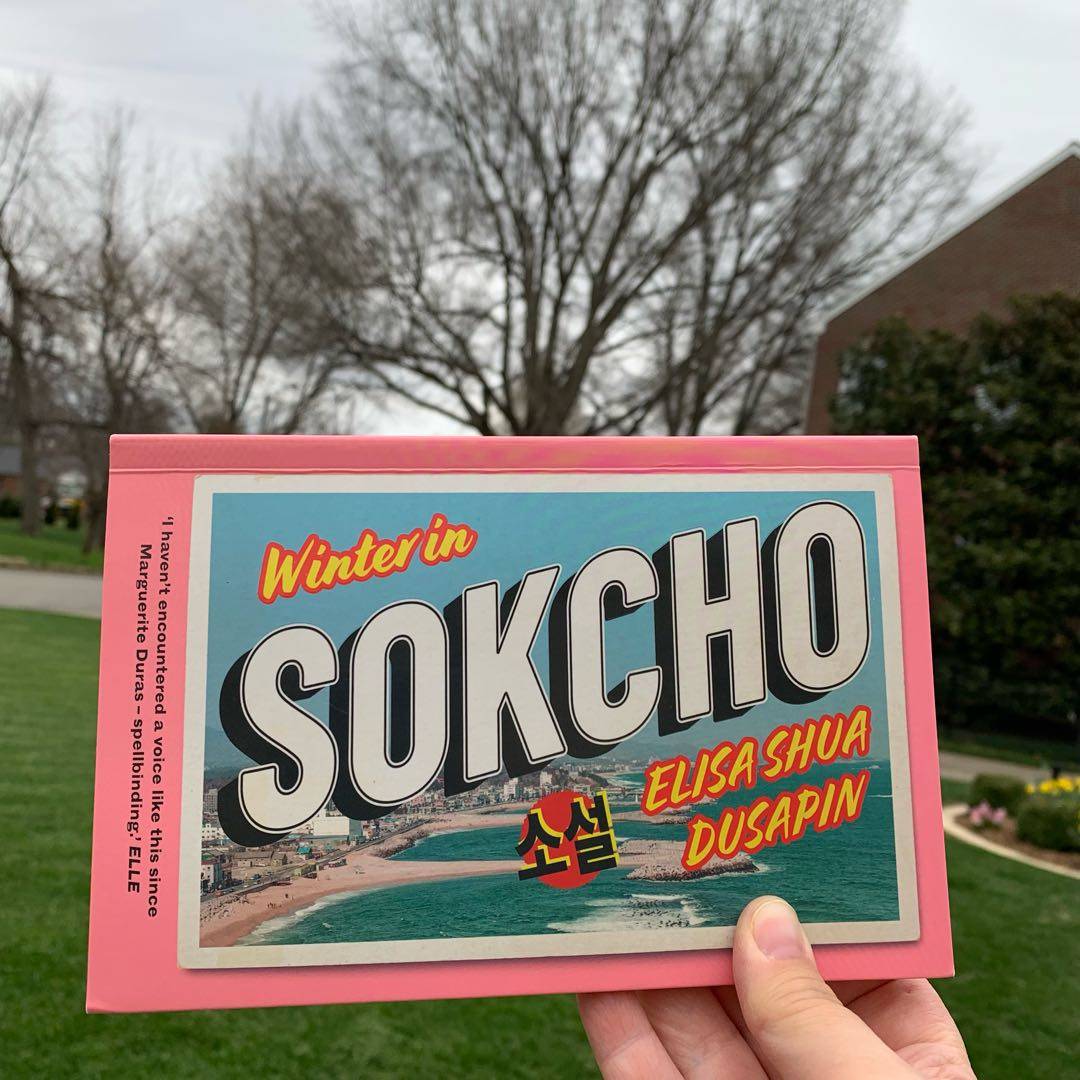 Winter in
SOKCHO
ELISA SHUA
DUSAPIN
소설
'I haven't encountered a voice like this since
Marguerite Duras – spellbinding.' ELLE